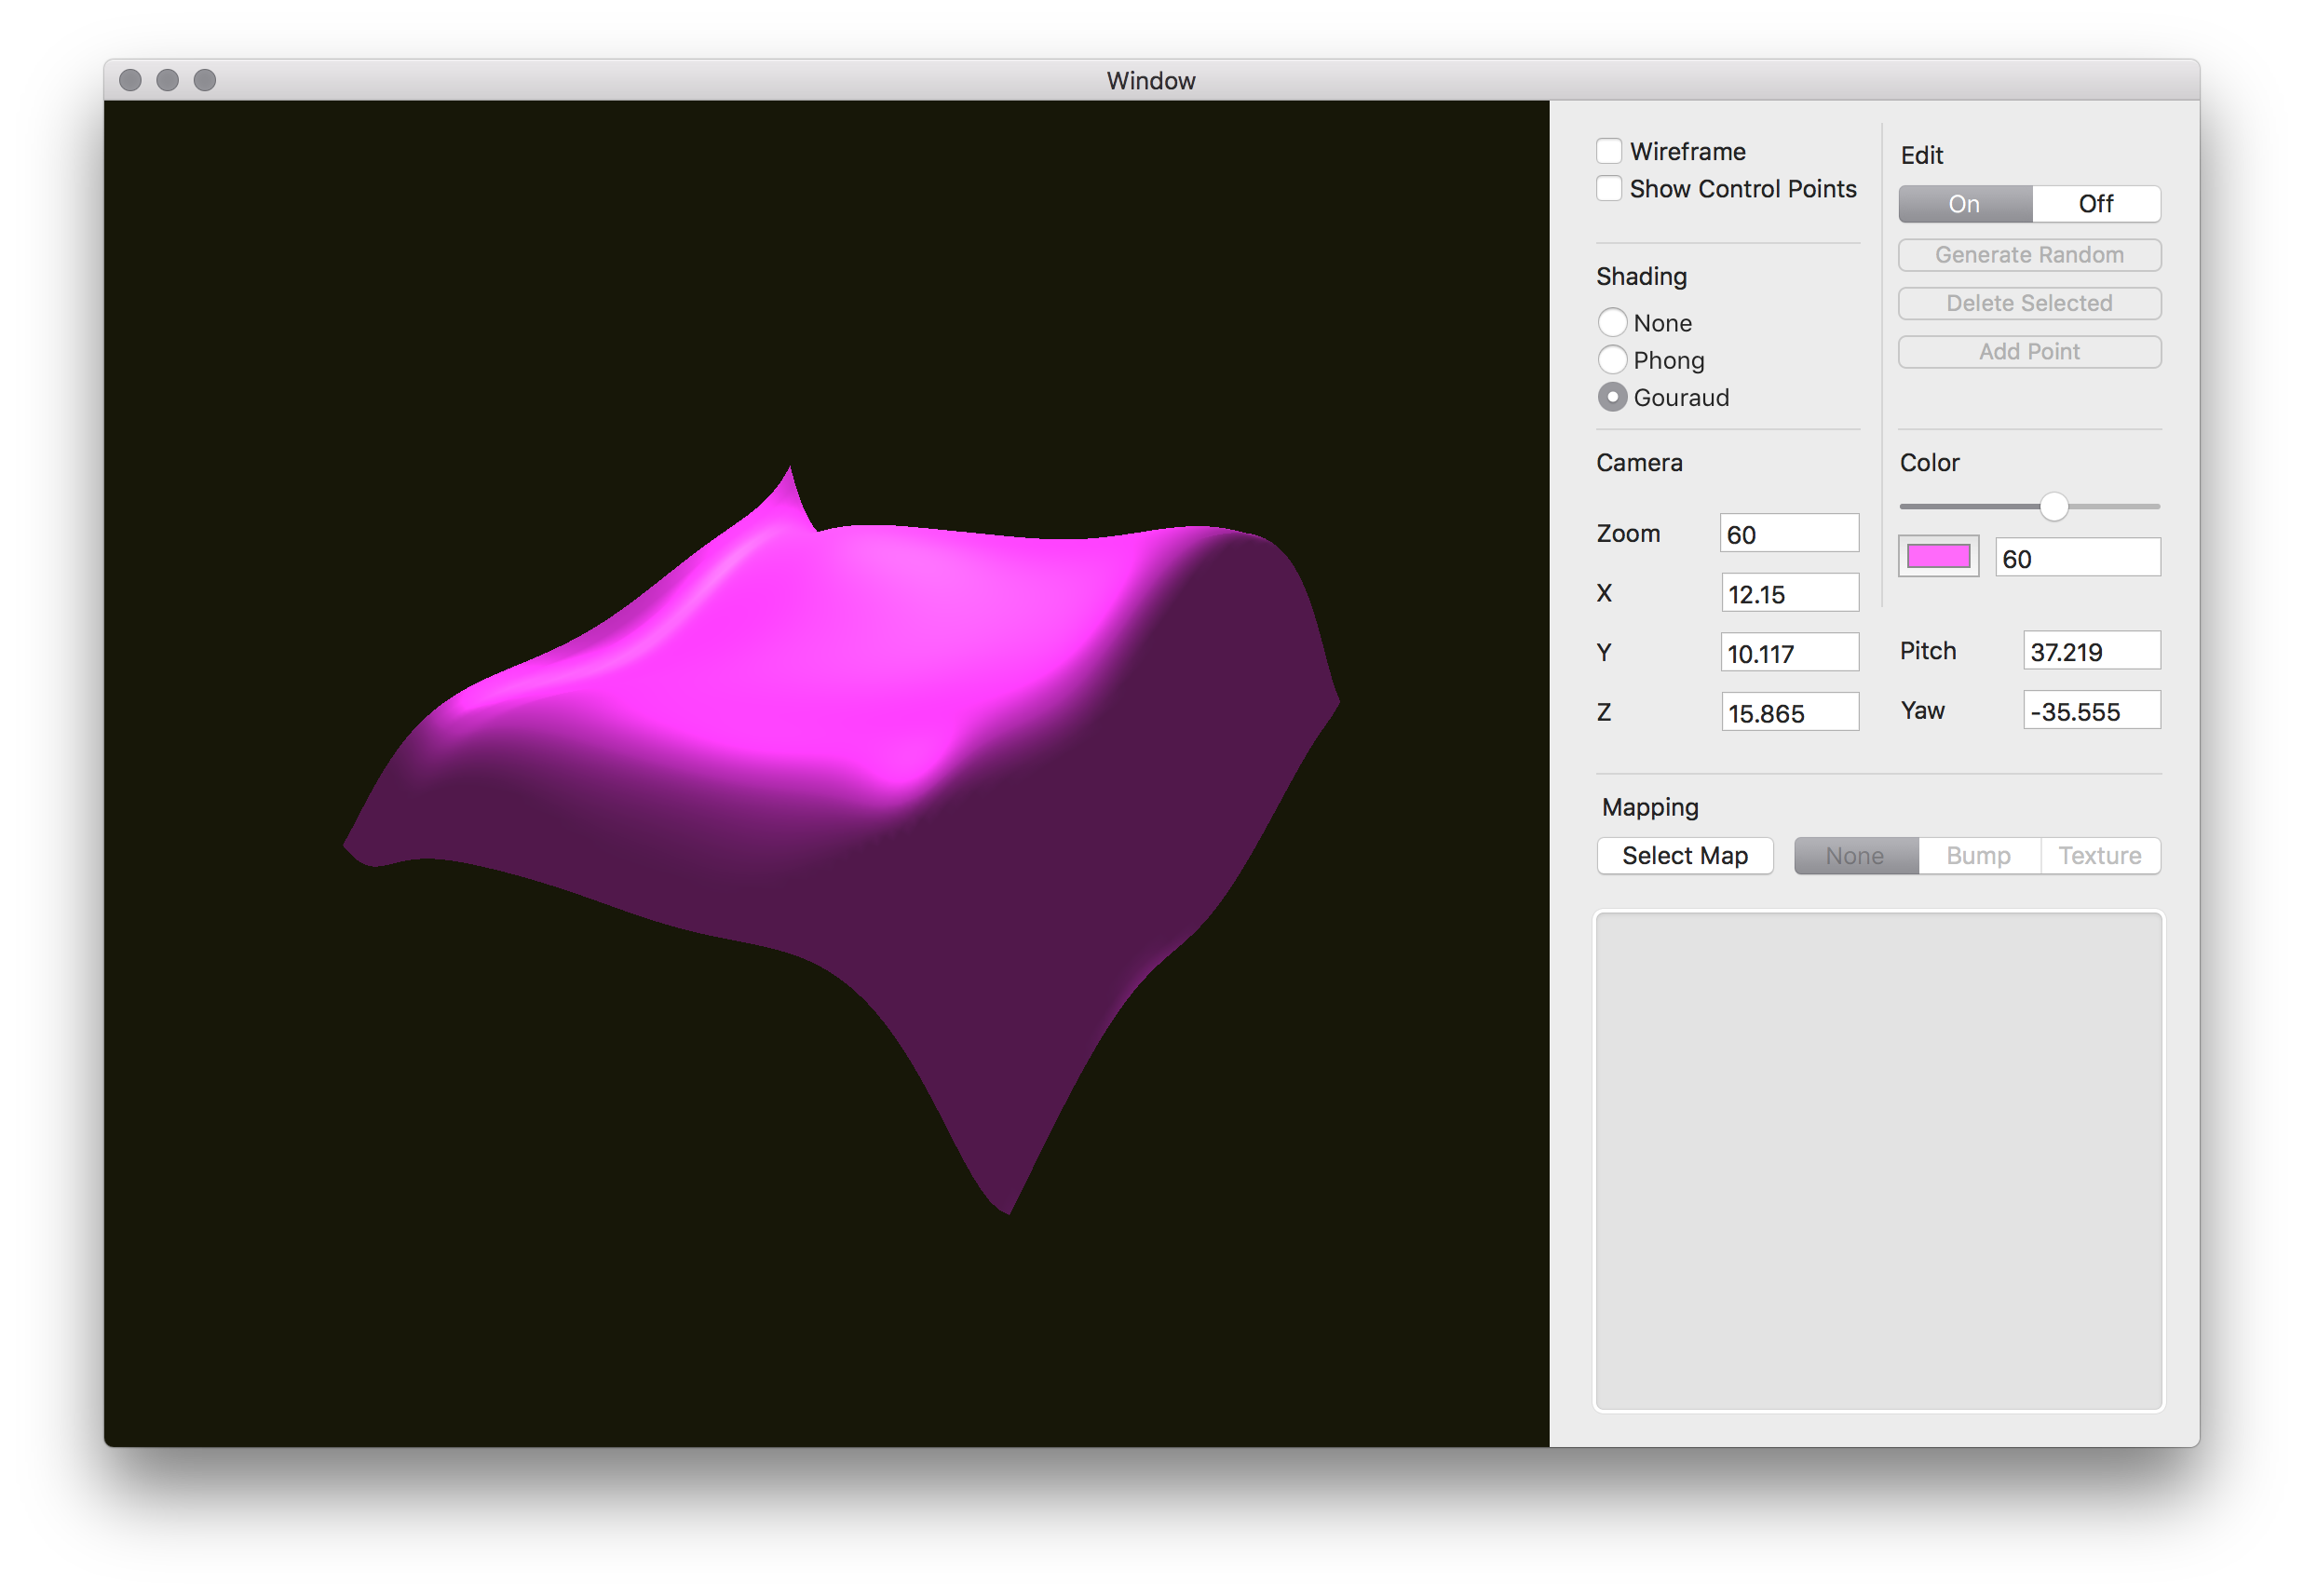 Window
Wireframe
Show Control Points
Shading
None
Phong
Gouraud
Edit
On Off
Generate Random
Delete Selected
Add Point
Camera
Zoom 60
X 12.15
Y 10.117
Z 15.865
Color
60
Pitch 37.219
Yaw -35.555
Mapping
Select Map None Bump Texture